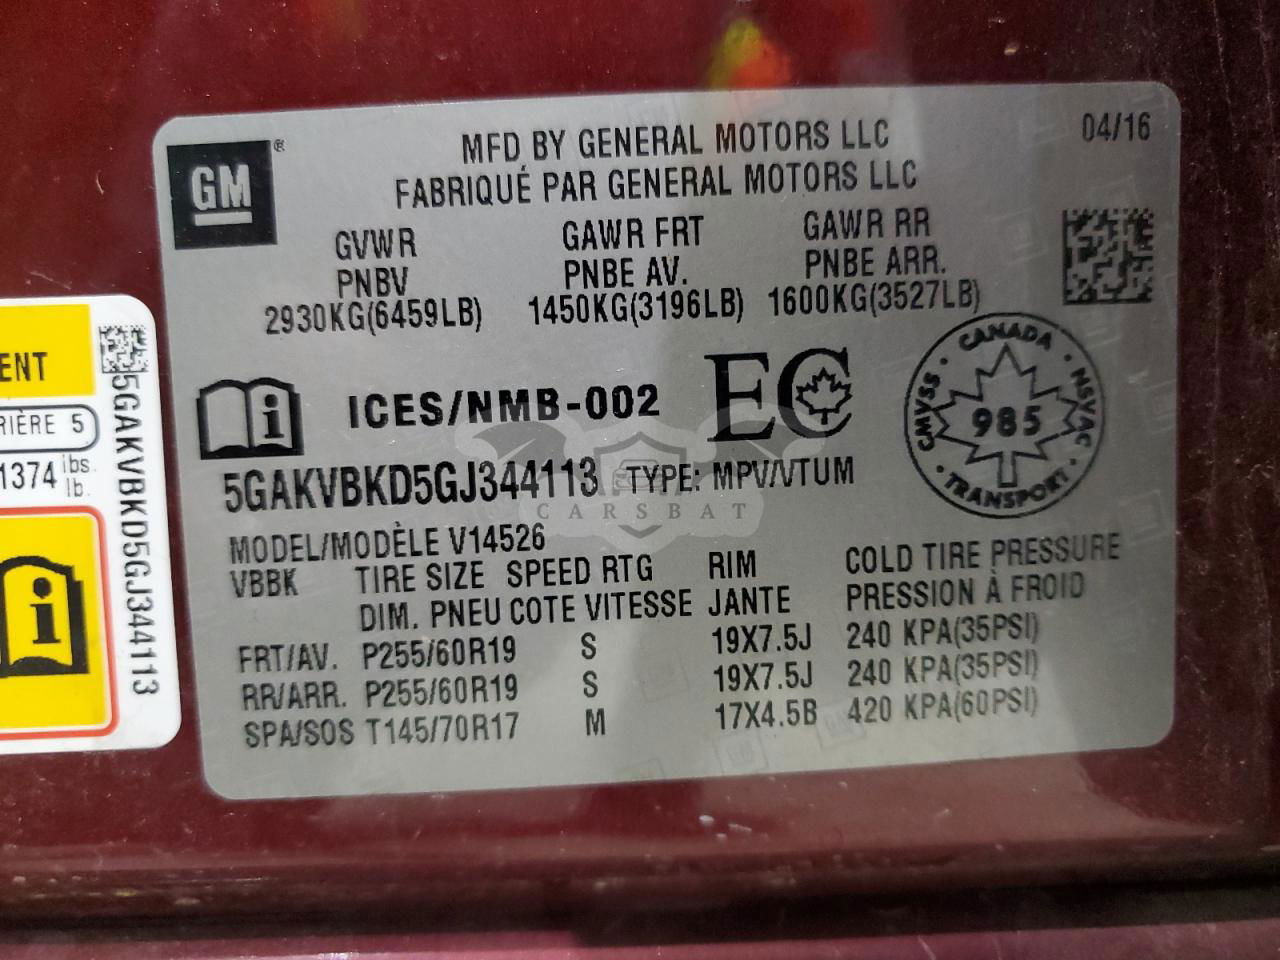 GM
®
MFD BY GENERAL MOTORS LLC
04/16
FABRIQUÉ PAR GENERAL MOTORS LLC
GVWR GAWR FRT GAWR RR
PNBV PNBE AV. PNBE ARR.
2930KG(6459LB) 1450KG(3196LB) 1600KG(3527LB)
i ICES/NMB-002 EC
CANADA
CMVSS · NSVAC
985
TRANSPORT
5GAKVBKD5GJ344113 TYPE: MPV/VTUM
CARSBAT
MODEL/MODÈLE V14526
VBBK TIRE SIZE SPEED RTG RIM COLD TIRE PRESSURE
DIM. PNEU COTE VITESSE JANTE PRESSION À FROID
FRT/AV. P255/60R19 S 19X7.5J 240 KPA(35PSI)
RR/ARR. P255/60R19 S 19X7.5J 240 KPA(35PSI)
SPA/SOS T145/70R17 M 17X4.5B 420 KPA(60PSI)
ENT
RIÈRE 5
1374 lbs.
lb.
i
5GAKVBKD5GJ344113